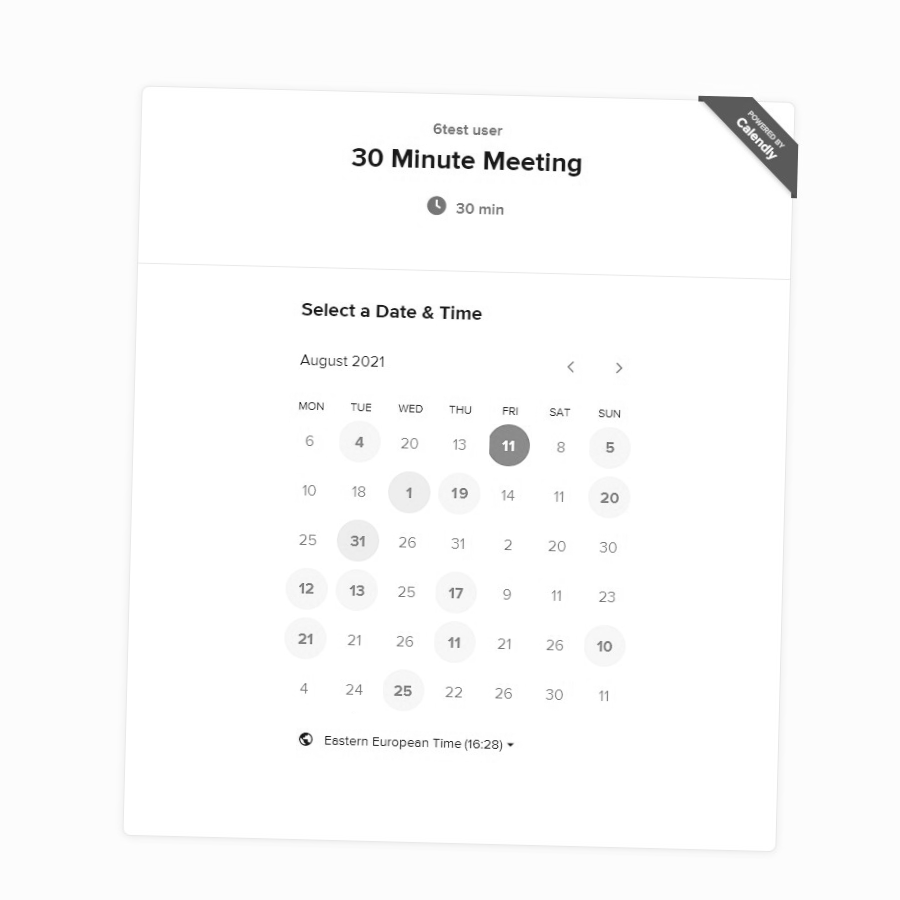 6test user
30 Minute Meeting
30 min
POWERED BY
Calendly
Select a Date & Time
August 2021
MON TUE WED THU FRI SAT SUN
6 4 20 13 11 8 5
10 18 1 19 14 11 20
25 31 26 31 2 20 30
12 13 25 17 9 11 23
21 21 26 11 21 26 10
4 24 25 22 26 30 11
Eastern European Time (16:28)